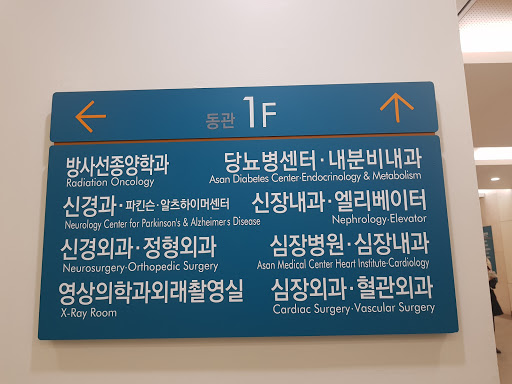 동관 1F
방사선종양학과
Radiation Oncology
신경과·파킨슨·알츠하이머센터
Neurology Center for Parkinson's & Alzheimer's Disease
신경외과·정형외과
Neurosurgery·Orthopedic Surgery
영상의학과외래촬영실
X-Ray Room
당뇨병센터·내분비내과
Asan Diabetes Center·Endocrinology & Metabolism
신장내과·엘리베이터
Nephrology·Elevator
심장병원·심장내과
Asan Medical Center Heart Institute·Cardiology
심장외과·혈관외과
Cardiac Surgery·Vascular Surgery